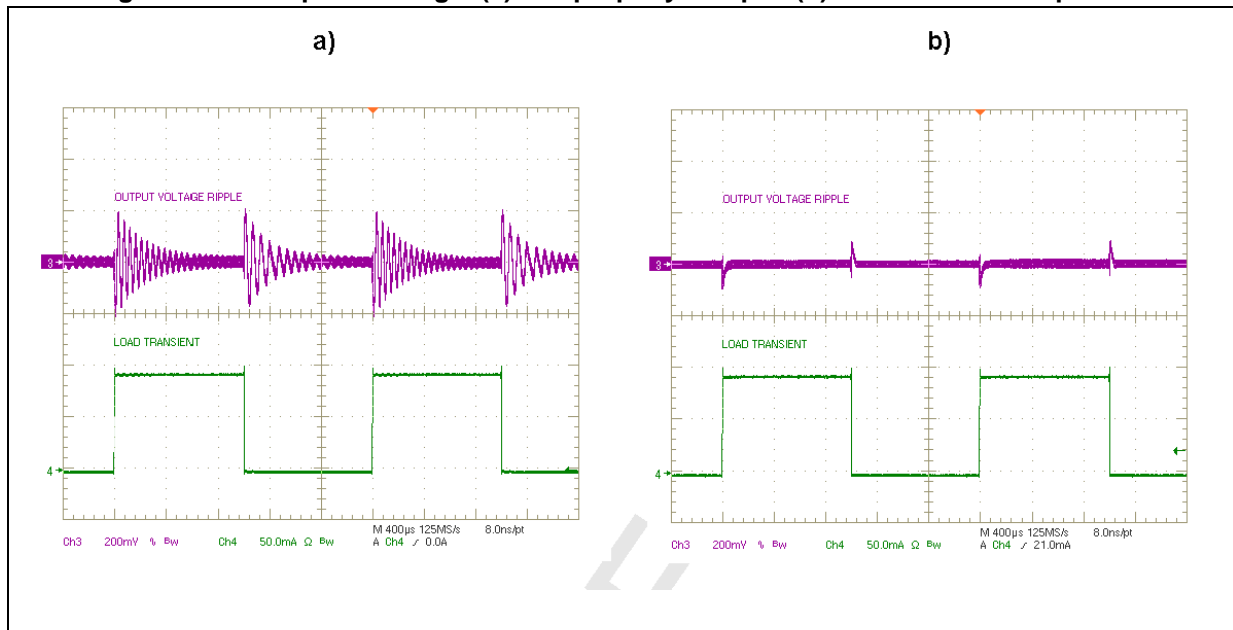 a)
b)
OUTPUT VOLTAGE RIPPLE
3
LOAD TRANSIENT
4
M 400µs 125MS/s 8.0ns/pt
Ch3 200mV % Bw Ch4 50.0mA Ω Bw A Ch4 ∕ 0.0A
OUTPUT VOLTAGE RIPPLE
3
LOAD TRANSIENT
4
M 400µs 125MS/s 8.0ns/pt
Ch3 200mV % Bw Ch4 50.0mA Ω Bw A Ch4 ∕ 21.0mA